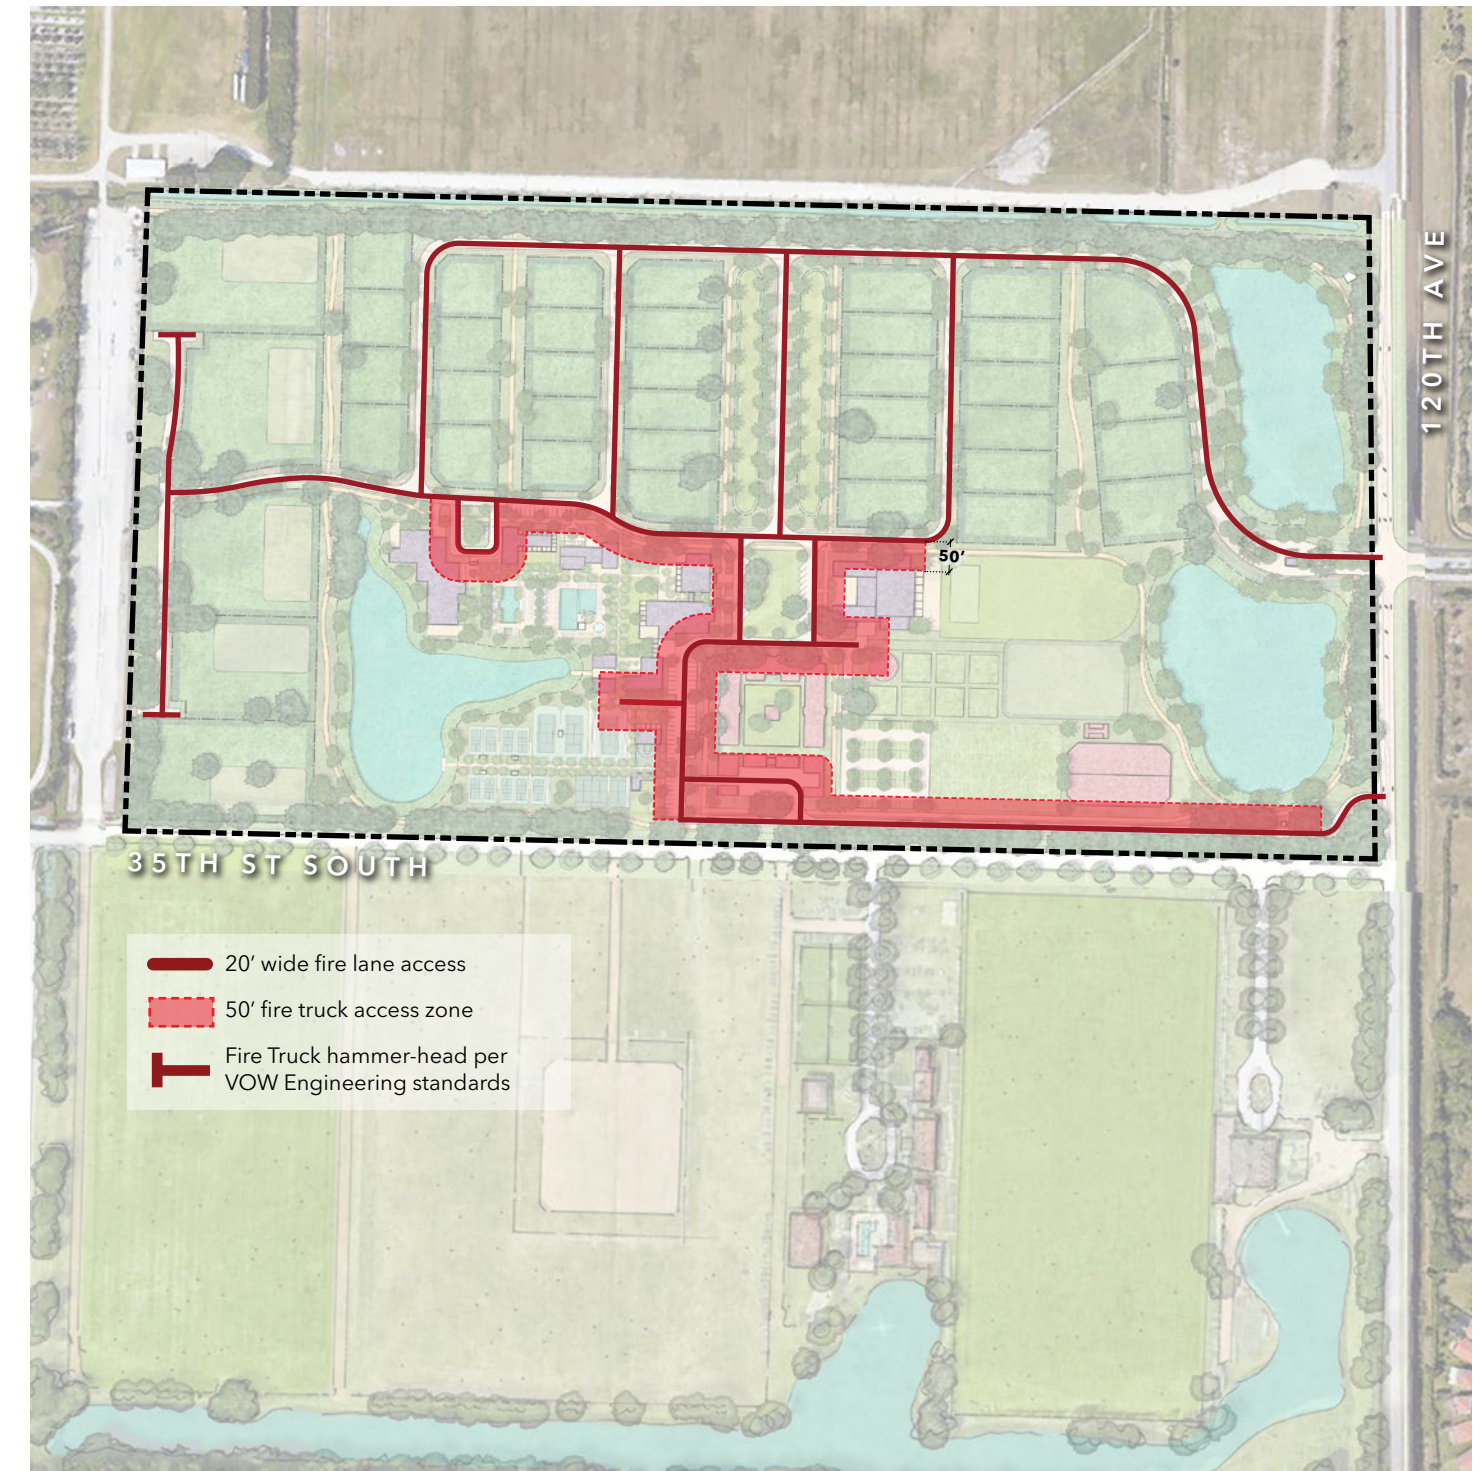 120TH AVE
50’
35TH ST SOUTH
20’ wide fire lane access
50’ fire truck access zone
Fire Truck hammer-head per
VOW Engineering standards